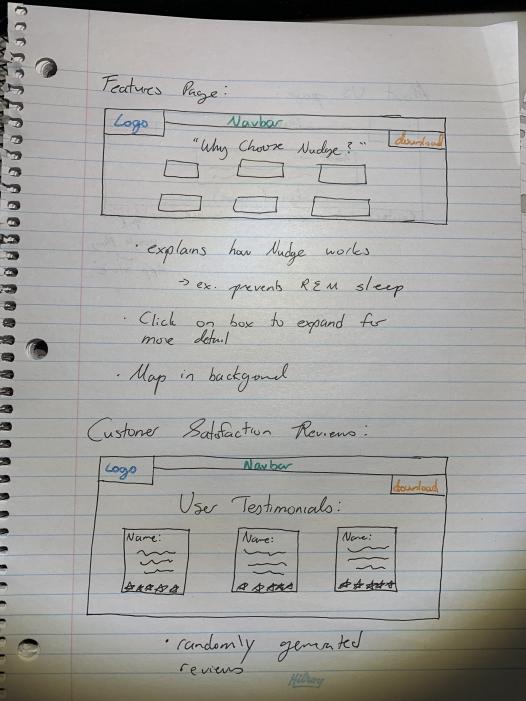 Features Page:
Logo
Navbar
download
"Why Choose Nudge?"
· explains how Nudge works
→ ex. prevents REM sleep
· Click on box to expand for
more detail
· Map in background
Customer Satisfaction Reviews:
Logo
Navbar
download
User Testimonials:
Name:
Name:
Name:
· randomly generated
reviews
Hilroy